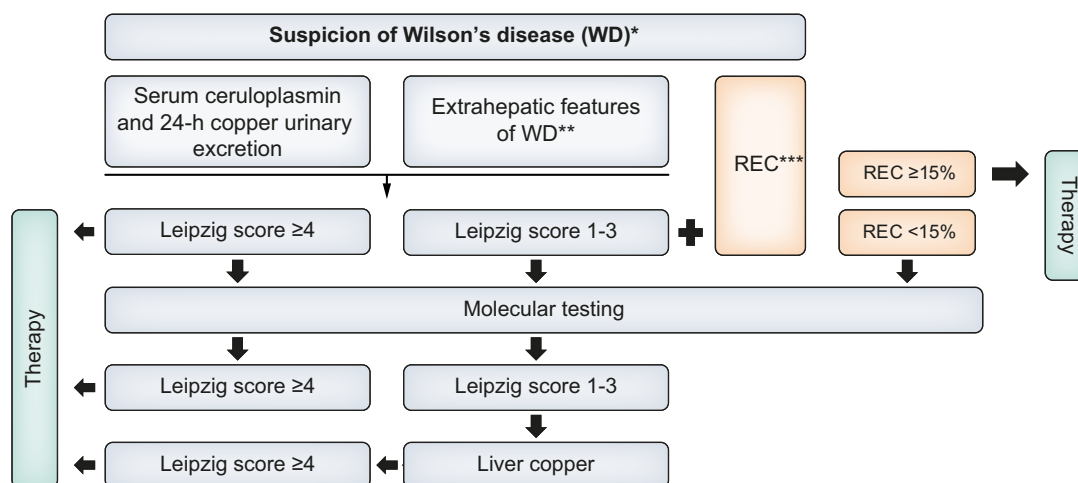 Suspicion of Wilson's disease (WD)*
Serum ceruloplasmin
and 24-h copper urinary
excretion
Extrahepatic features
of WD**
REC***
REC ≥15%
REC <15%
Therapy
Leipzig score ≥4
Leipzig score 1-3
Molecular testing
Therapy
Leipzig score ≥4
Leipzig score 1-3
Leipzig score ≥4
Liver copper